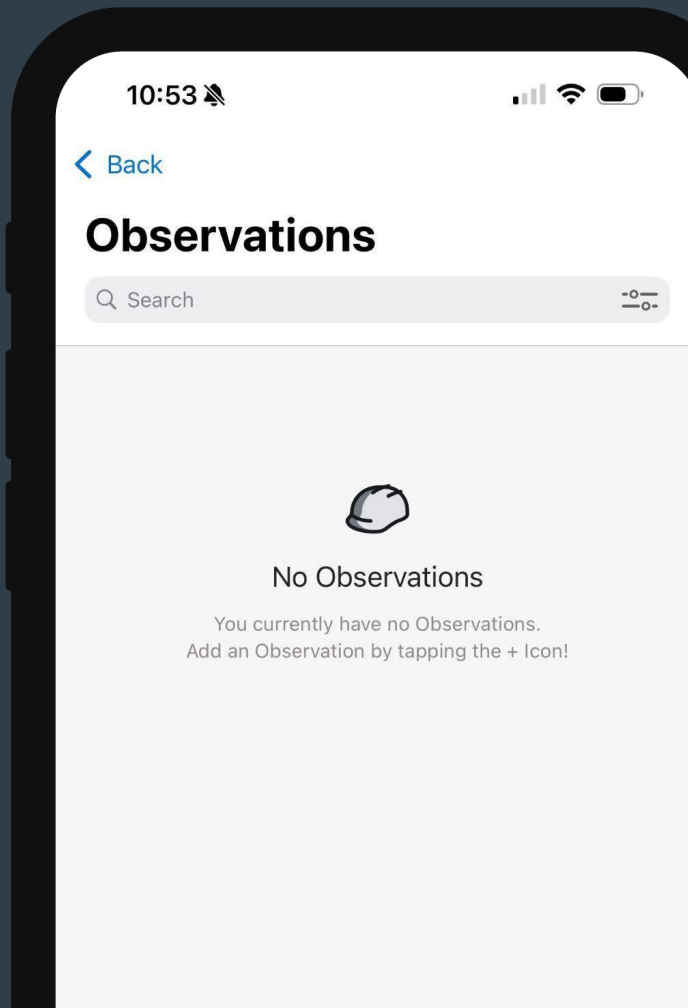 10:53
Back
Observations
Search
No Observations
You currently have no Observations.
Add an Observation by tapping the + Icon!